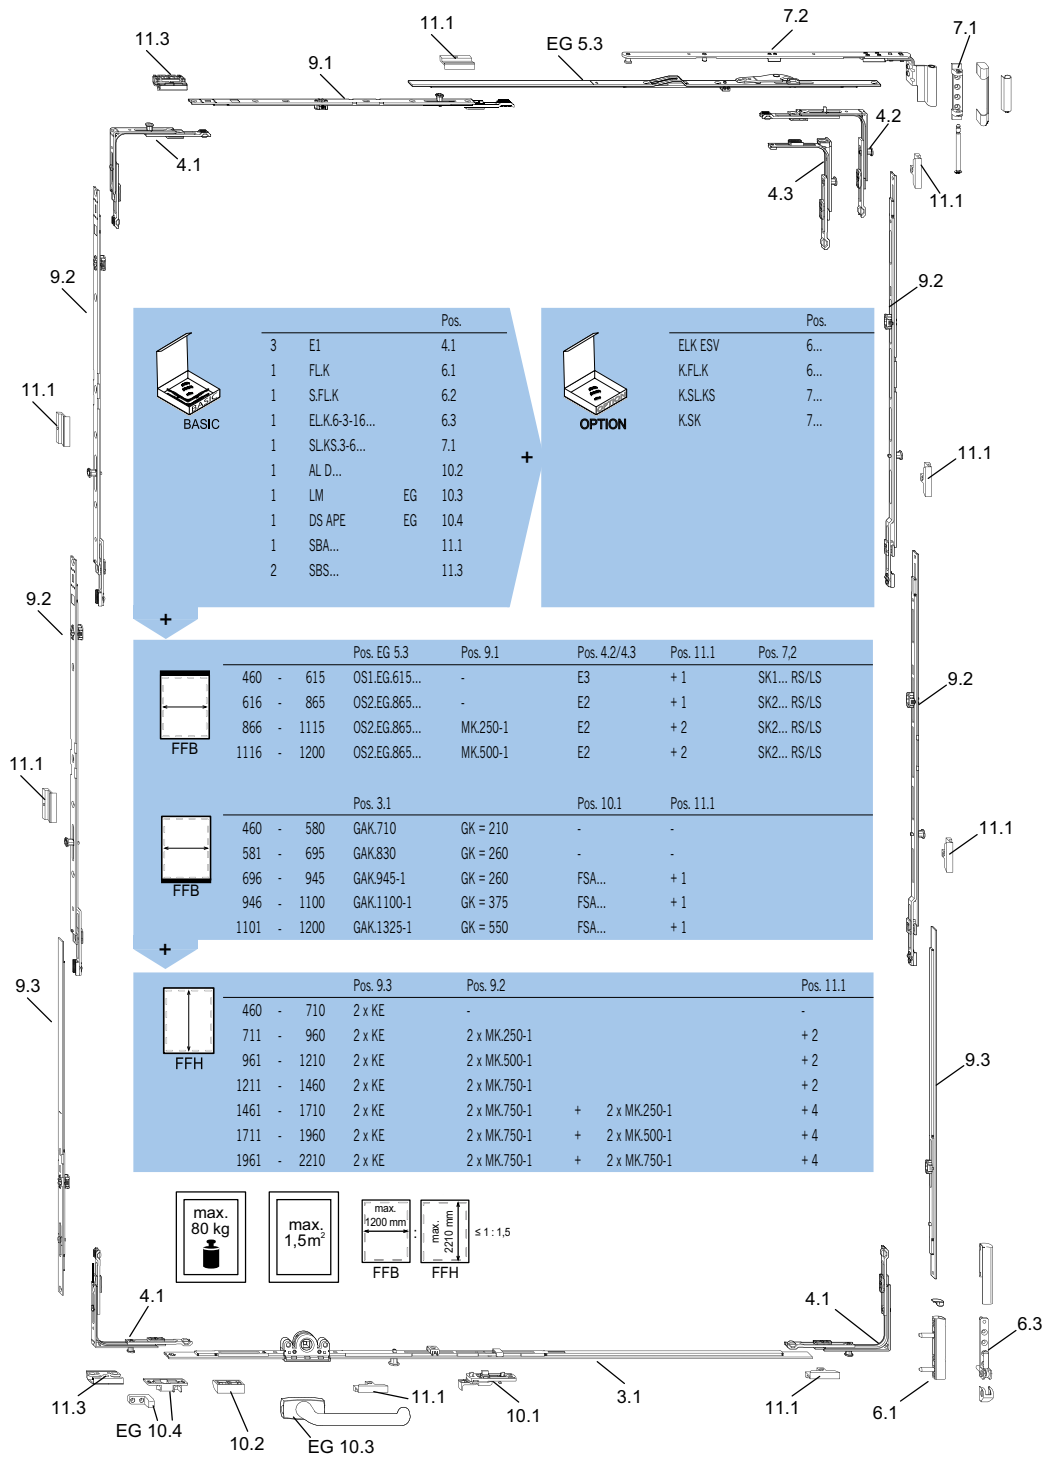 7.2
11.1
7.1
11.3
EG 5.3
9.1
4.2
4.1
4.3
11.1
9.2
9.2
Pos.
3 E1 4.1
1 FL.K 6.1
1 S.FL.K 6.2
1 EL.K.6-3-16... 6.3
1 SL.KS.3-6... 7.1
1 AL D... 10.2
1 LM EG 10.3
1 DS APE EG 10.4
1 SBA... 11.1
2 SBS... 11.3
BASIC
BASIC
+
Pos.
ELK ESV 6...
K.FL.K 6...
K.SL.KS 7...
K.SK 7...
OPTION
OPTION
11.1
11.1
9.2
+
Pos. EG 5.3 Pos. 9.1 Pos. 4.2/4.3 Pos. 11.1 Pos. 7,2
460 - 615 OS1.EG.615... - E3 + 1 SK1... RS/LS
616 - 865 OS2.EG.865... - E2 + 1 SK2... RS/LS
866 - 1115 OS2.EG.865... MK.250-1 E2 + 2 SK2... RS/LS
1116 - 1200 OS2.EG.865... MK.500-1 E2 + 2 SK2... RS/LS
FFB
9.2
11.1
11.1
Pos. 3.1 Pos. 10.1 Pos. 11.1
460 - 580 GAK.710 GK = 210 - -
581 - 695 GAK.830 GK = 260 - -
696 - 945 GAK.945-1 GK = 260 FSA... + 1
946 - 1100 GAK.1100-1 GK = 375 FSA... + 1
1101 - 1200 GAK.1325-1 GK = 550 FSA... + 1
FFB
+
9.3
9.3
Pos. 9.3 Pos. 9.2 Pos. 11.1
460 - 710 2 x KE - -
711 - 960 2 x KE 2 x MK.250-1 + 2
961 - 1210 2 x KE 2 x MK.500-1 + 2
1211 - 1460 2 x KE 2 x MK.750-1 + 2
1461 - 1710 2 x KE 2 x MK.750-1 + 2 x MK.250-1 + 4
1711 - 1960 2 x KE 2 x MK.750-1 + 2 x MK.500-1 + 4
1961 - 2210 2 x KE 2 x MK.750-1 + 2 x MK.750-1 + 4
FFH
max.
80 kg
max.
1,5m²
max.
1200 mm
FFB
:
max.
2210 mm
FFH
≤ 1 : 1,5
4.1
4.1
6.3
11.3
EG 10.4
10.2
EG 10.3
11.1
10.1
3.1
11.1
6.1